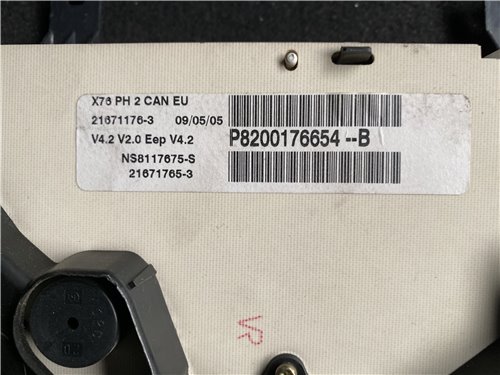 X76 PH 2 CAN EU
21671176-3 09/05/05
V4.2 V2.0 Eep V4.2
P8200176654 --B
NS8117675-S
21671765-3
VR